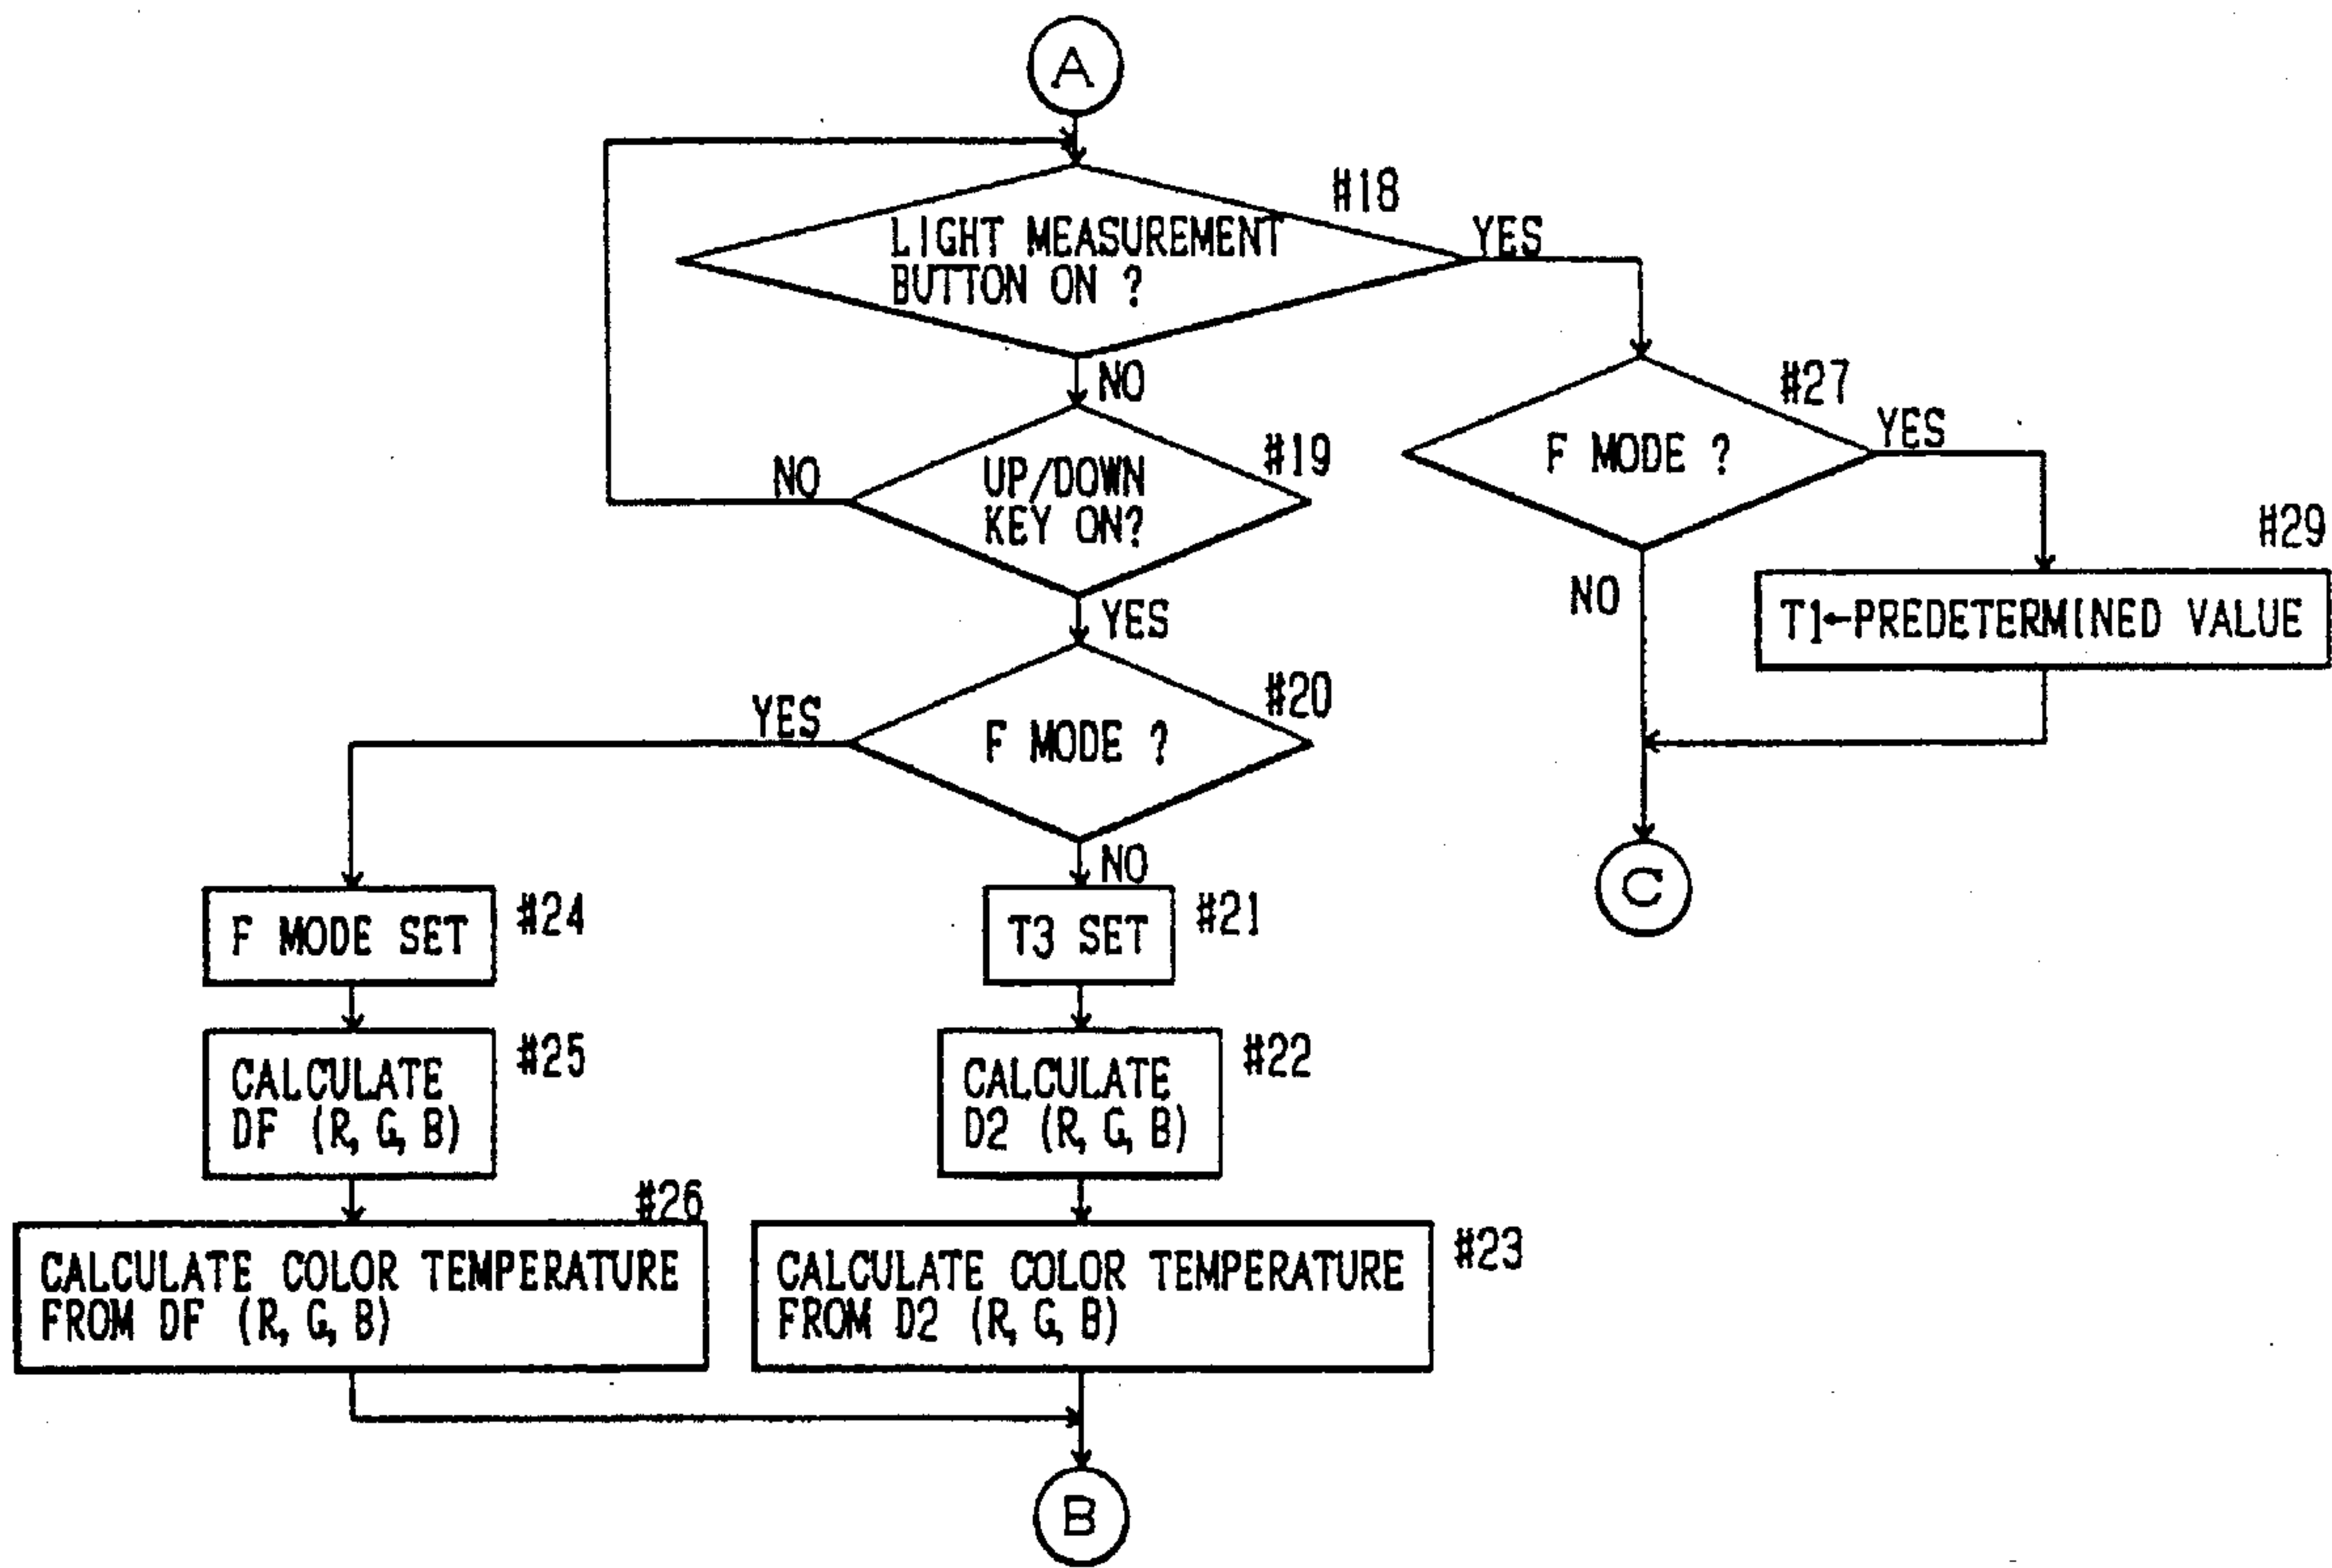 A
#18
LIGHT MEASUREMENT
BUTTON ON ?
YES
NO
#27
F MODE ?
YES
#19
UP/DOWN
KEY ON?
NO
YES
#29
T1←PREDETERMINED VALUE
NO
#20
F MODE ?
YES
NO
C
F MODE SET
#24
T3 SET
#21
CALCULATE
DF (R, G, B)
#25
CALCULATE
D2 (R, G, B)
#22
#26
CALCULATE COLOR TEMPERATURE
FROM DF (R, G, B)
CALCULATE COLOR TEMPERATURE
FROM D2 (R, G, B)
#23
B